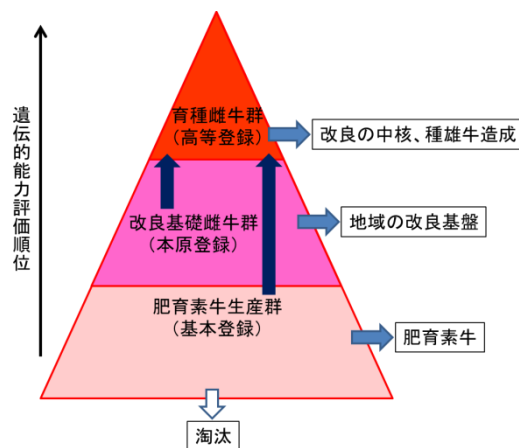 遺伝的能力評価順位
育種雌牛群
(高等登録)
改良の中核、種雄牛造成
改良基礎雌牛群
(本原登録)
地域の改良基盤
肥育素牛生産群
(基本登録)
肥育素牛
淘汰